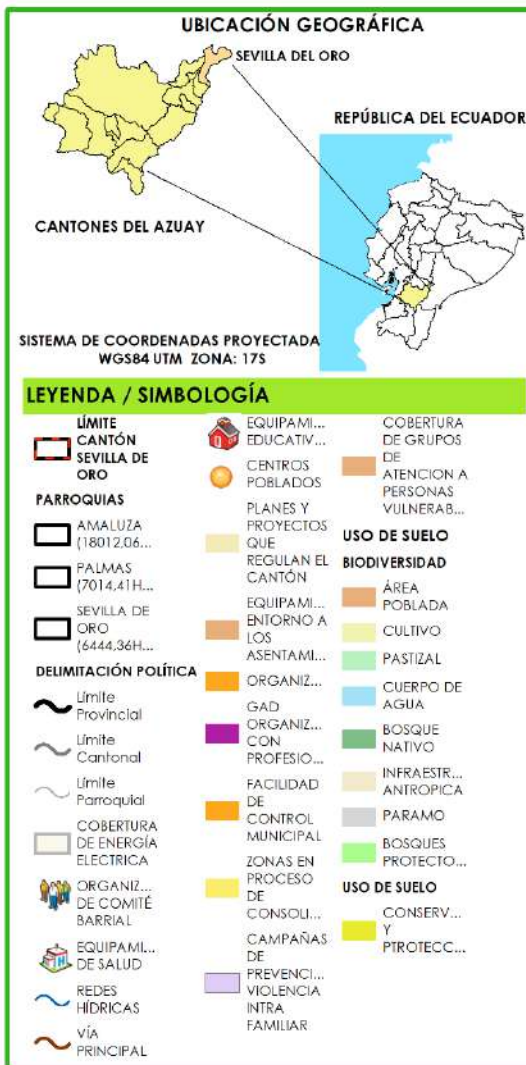 UBICACIÓN GEOGRÁFICA
SEVILLA DEL ORO
REPÚBLICA DEL ECUADOR
CANTONES DEL AZUAY
SISTEMA DE COORDENADAS PROYECTADA
WGS84 UTM ZONA: 17S
LEYENDA / SIMBOLOGÍA
LÍMITE
CANTÓN
SEVILLA DE
ORO
PARROQUIAS
AMALUZA
(18012,06...
PALMAS
(7014,41H...
SEVILLA DE
ORO
(6444,36H...
DELIMITACIÓN POLÍTICA
Límite
Provincial
Límite
Cantonal
Límite
Parroquial
COBERTURA
DE ENERGÍA
ELECTRICA
ORGANIZ...
DE COMITÉ
BARRIAL
EQUIPAMI...
DE SALUD
REDES
HÍDRICAS
VÍA
PRINCIPAL
EQUIPAMI...
EDUCATIV...
CENTROS
POBLADOS
PLANES Y
PROYECTOS
QUE
REGULAN EL
CANTÓN
EQUIPAMI...
ENTORNO A
LOS
ASENTAMI...
ORGANIZ...
GAD
ORGANIZ...
CON
PROFESIO...
FACILIDAD
DE
CONTROL
MUNICIPAL
ZONAS EN
PROCESO
DE
CONSOLI...
CAMPAÑAS
DE
PREVENCI...
VIOLENCIA
INTRA
FAMILIAR
COBERTURA
DE GRUPOS
DE
ATENCION A
PERSONAS
VULNERAB...
USO DE SUELO
BIODIVERSIDAD
ÁREA
POBLADA
CULTIVO
PASTIZAL
CUERPO DE
AGUA
BOSQUE
NATIVO
INFRAESTR...
ANTROPICA
PARAMO
BOSQUES
PROTECTO...
USO DE SUELO
CONSERV...
Y
PTROTECC...